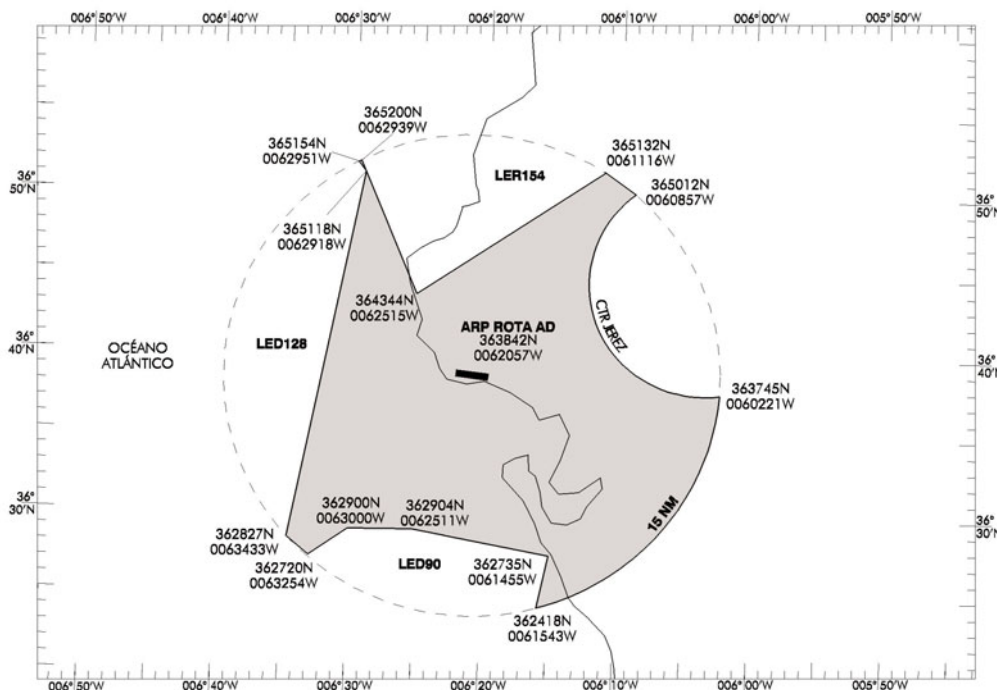 006°50'W
006°40'W
006°30'W
006°20'W
006°10'W
006°00'W
005°50'W
365200N
0062939W
365154N
0062951W
365132N
0061116W
36°
50'N
LER154
365012N
0060857W
36°
50'N
365118N
0062918W
364344N
0062515W
ARP ROTA AD
363842N
0062057W
CTR JEREZ
LED128
OCÉANO
ATLÁNTICO
36°
40'N
36°
40'N
363745N
0060221W
36°
30'N
362900N
0063000W
362904N
0062511W
15 NM
36°
30'N
362827N
0063433W
362720N
0063254W
LED90
362735N
0061455W
362418N
0061543W
006°50'W
006°40'W
006°30'W
006°20'W
006°10'W
006°00'W
005°50'W